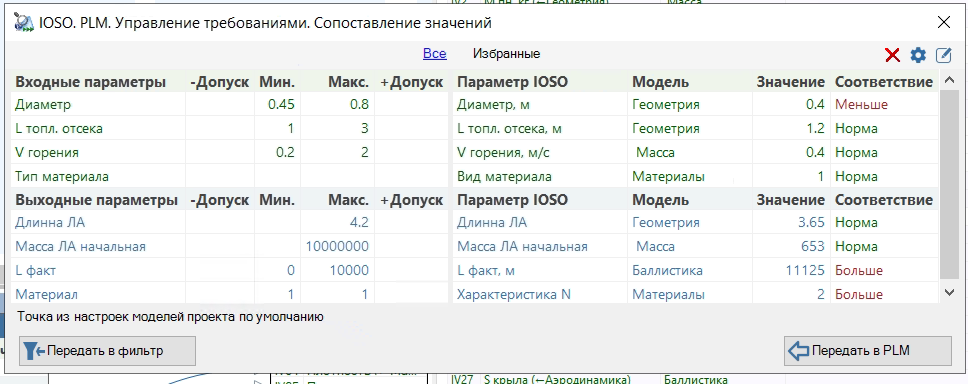 IV2 М пн, кг (←Геометрия) Масса
IOSO. PLM. Управление требованиями. Сопоставление значений
Все Избранные
Входные параметры -Допуск Мин. Макс. +Допуск Параметр IOSO Модель Значение Соответствие
Диаметр 0.45 0.8 Диаметр, м Геометрия 0.4 Меньше
L топл. отсека 1 3 L топл. отсека, м Геометрия 1.2 Норма
V горения 0.2 2 V горения, м/с Масса 0.4 Норма
Тип материала Вид материала Материалы 1 Норма
Выходные параметры -Допуск Мин. Макс. +Допуск Параметр IOSO Модель Значение Соответствие
Длинна ЛА 4.2 Длинна ЛА Геометрия 3.65 Норма
Масса ЛА начальная 10000000 Масса ЛА начальная Масса 653 Норма
L факт 0 10000 L факт, м Баллистика 11125 Больше
Материал 1 1 Характеристика N Материалы 2 Больше
Точка из настроек моделей проекта по умолчанию
Передать в фильтр Передать в PLM
IV27 S крыла (←Аэродинамика) Баллистика